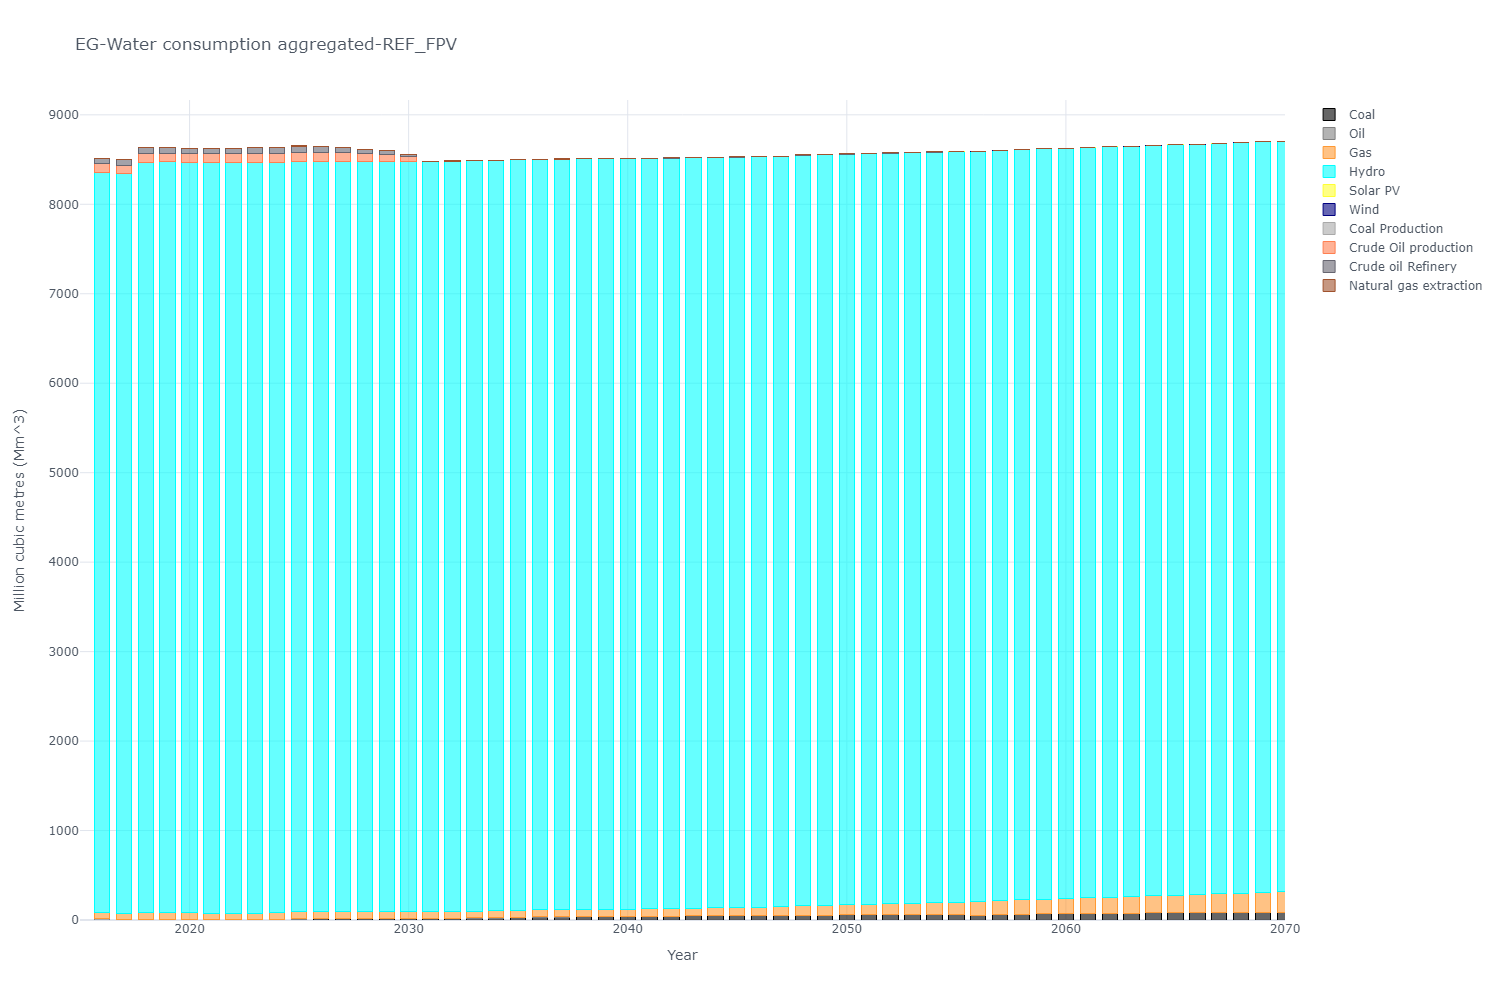 EG-Water consumption aggregated-REF_FPV
Million cubic metres (Mm^3)
9000
8000
7000
6000
5000
4000
3000
2000
1000
0
2020
2030
2040
2050
2060
2070
Year
Coal
Oil
Gas
Hydro
Solar PV
Wind
Coal Production
Crude Oil production
Crude oil Refinery
Natural gas extraction